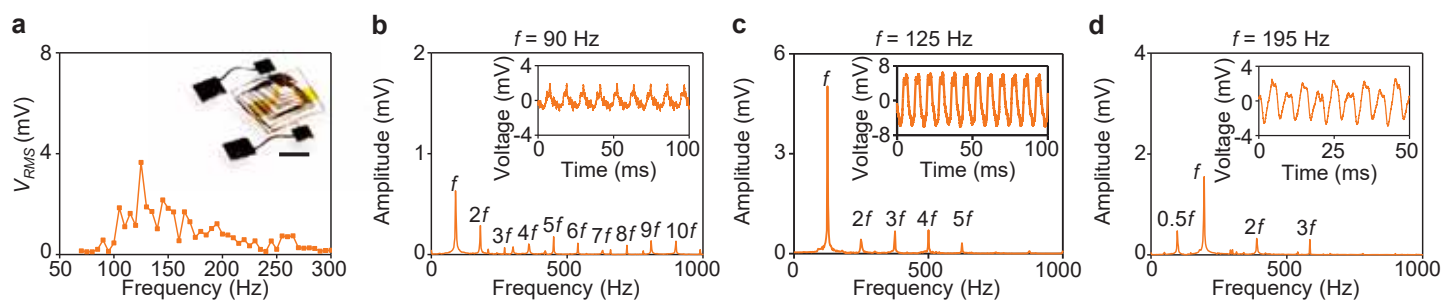 a
8
4
0
V_RMS (mV)
50 100 150 200 250 300
Frequency (Hz)
b
f = 90 Hz
2
1
0
Amplitude (mV)
4
0
-4
Voltage (mV)
0 50 100
Time (ms)
f
2f
3f 4f 5f 6f 7f 8f 9f 10f
0 500 1000
Frequency (Hz)
c
f = 125 Hz
6
3
0
Amplitude (mV)
8
0
-8
Voltage (mV)
0 50 100
Time (ms)
f
2f 3f 4f 5f
0 500 1000
Frequency (Hz)
d
f = 195 Hz
4
2
0
Amplitude (mV)
4
0
-4
Voltage (mV)
0 25 50
Time (ms)
0.5f
f
2f 3f
0 500 1000
Frequency (Hz)